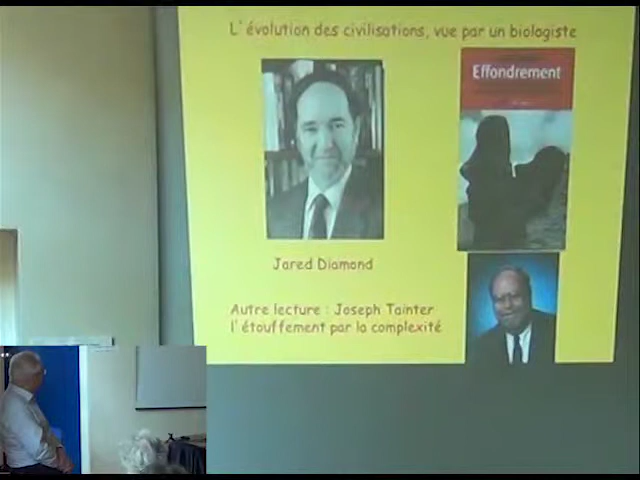 L'évolution des civilisations, vue par un biologiste
Effondrement
Jared Diamond
Autre lecture : Joseph Tainter
l'étouffement par la complexité